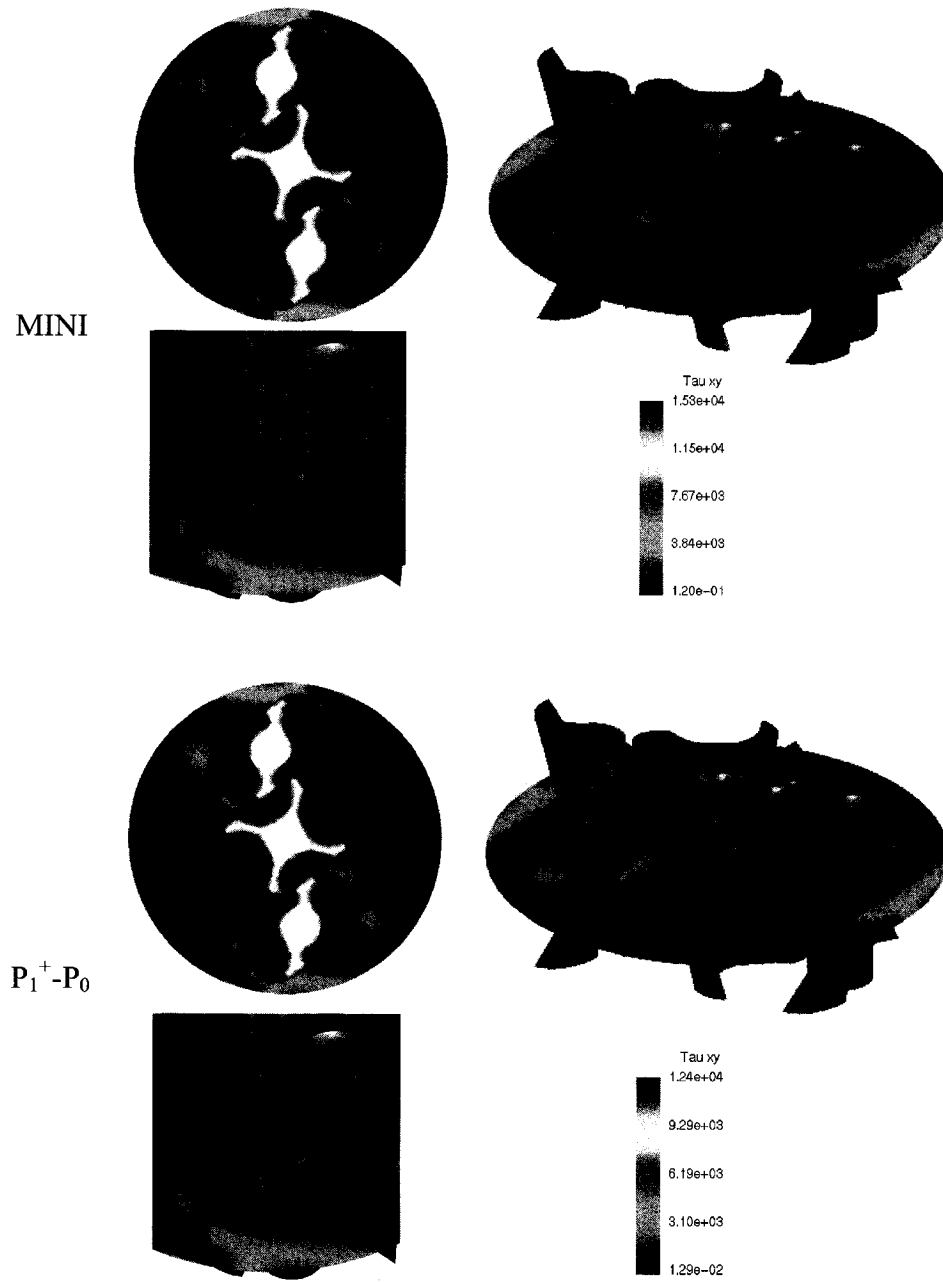 MINI
Tau xy
1.53e+04
1.15e+04
7.67e+03
3.84e+03
1.20e-01
P₁⁺-P₀
Tau xy
1.24e+04
9.29e+03
6.19e+03
3.10e+03
1.29e-02